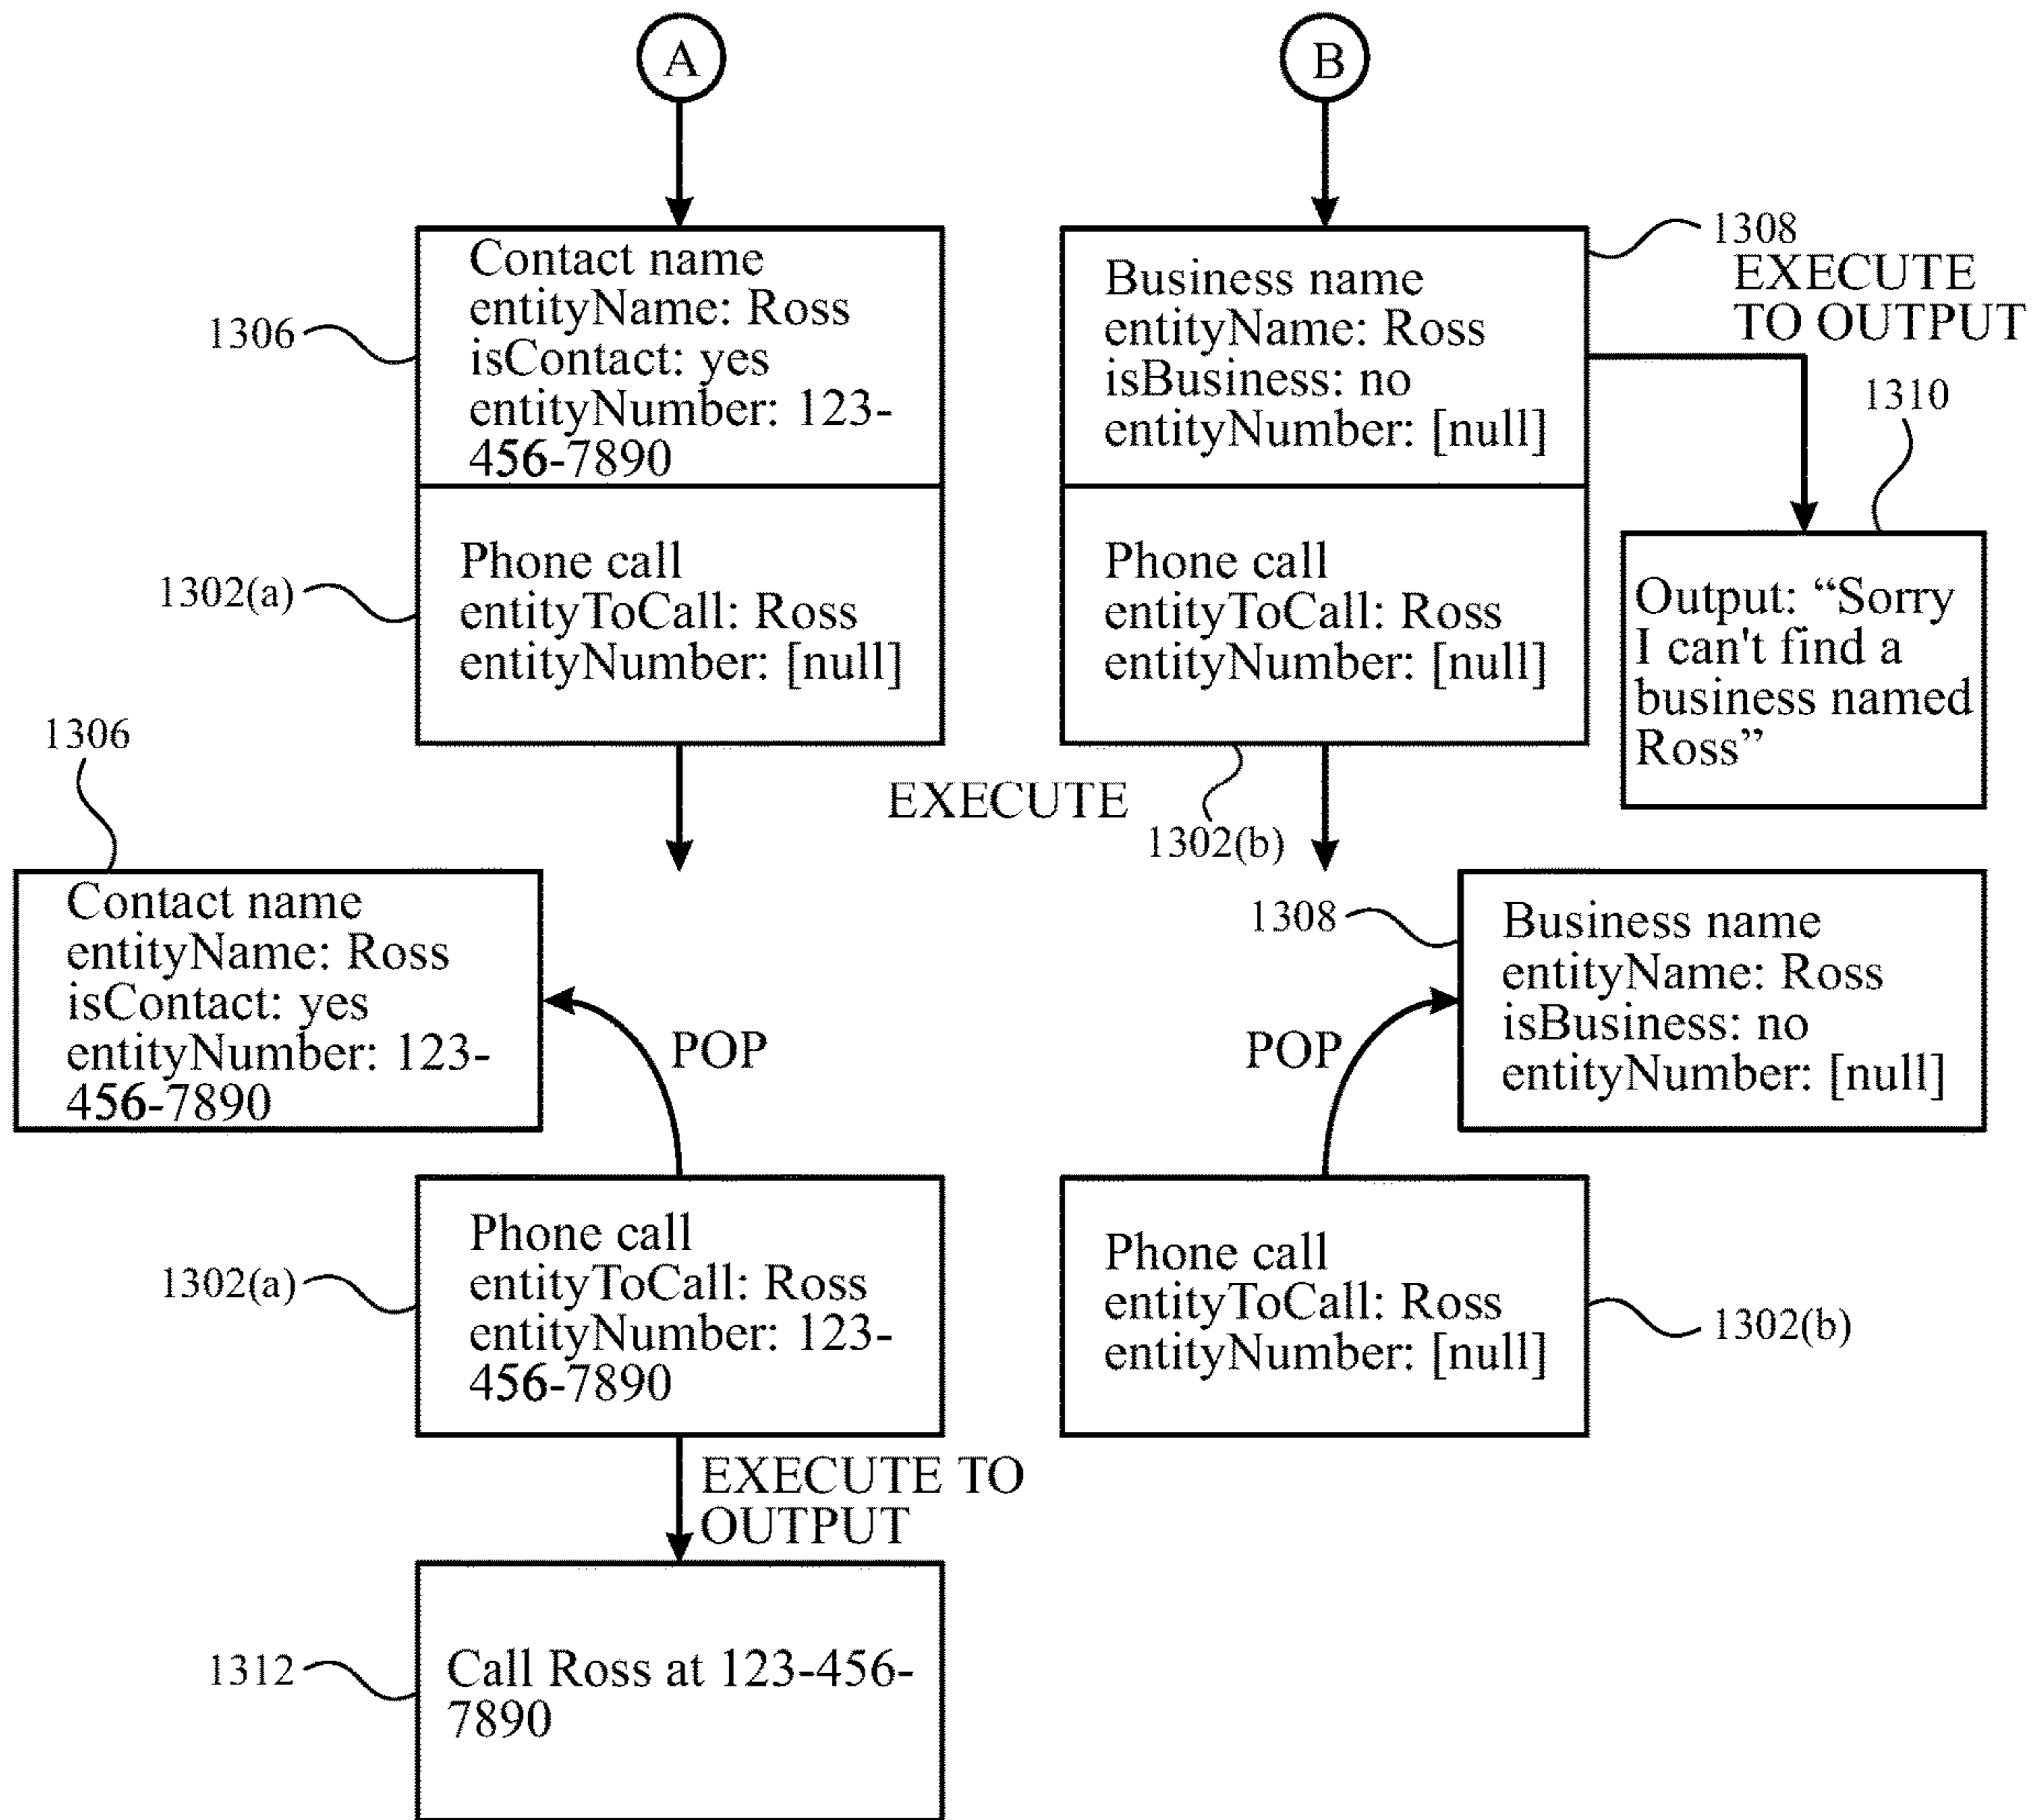 A
B
Contact name
entityName: Ross
isContact: yes
entityNumber: 123-
456-7890
1306
Phone call
entityToCall: Ross
entityNumber: [null]
1302(a)
Business name
entityName: Ross
isBusiness: no
entityNumber: [null]
1308
EXECUTE
TO OUTPUT
1310
Phone call
entityToCall: Ross
entityNumber: [null]
Output: “Sorry
I can't find a
business named
Ross”
1306
EXECUTE
1302(b)
Contact name
entityName: Ross
isContact: yes
entityNumber: 123-
456-7890
POP
POP
1308
Business name
entityName: Ross
isBusiness: no
entityNumber: [null]
1302(a)
Phone call
entityToCall: Ross
entityNumber: 123-
456-7890
Phone call
entityToCall: Ross
entityNumber: [null]
1302(b)
EXECUTE TO
OUTPUT
1312
Call Ross at 123-456-
7890